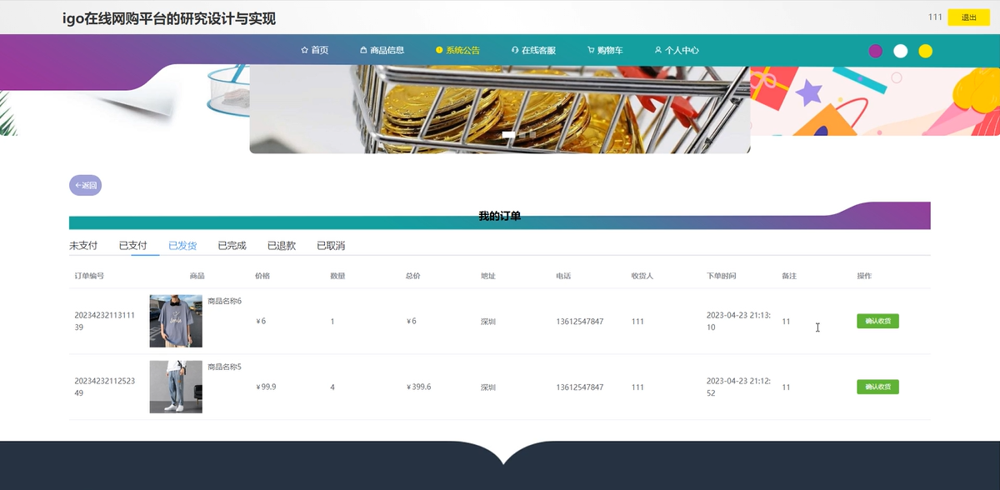 igo在线网购平台的研究设计与实现
111 退出
首页 商品信息 系统公告 在线客服 购物车 个人中心
←返回
我的订单
未支付 已支付 已发货 已完成 已退款 已取消
订单编号 商品 价格 数量 总价 地址 电话 收货人 下单时间 备注 操作
商品名称6
20234232113111 ¥6 1 ¥6 深圳 13612547847 111 2023-04-23 21:13: 11 确认收货
39 10
商品名称5
20234232112523 ¥99.9 4 ¥399.6 深圳 13612547847 111 2023-04-23 21:12: 11 确认收货
49 52